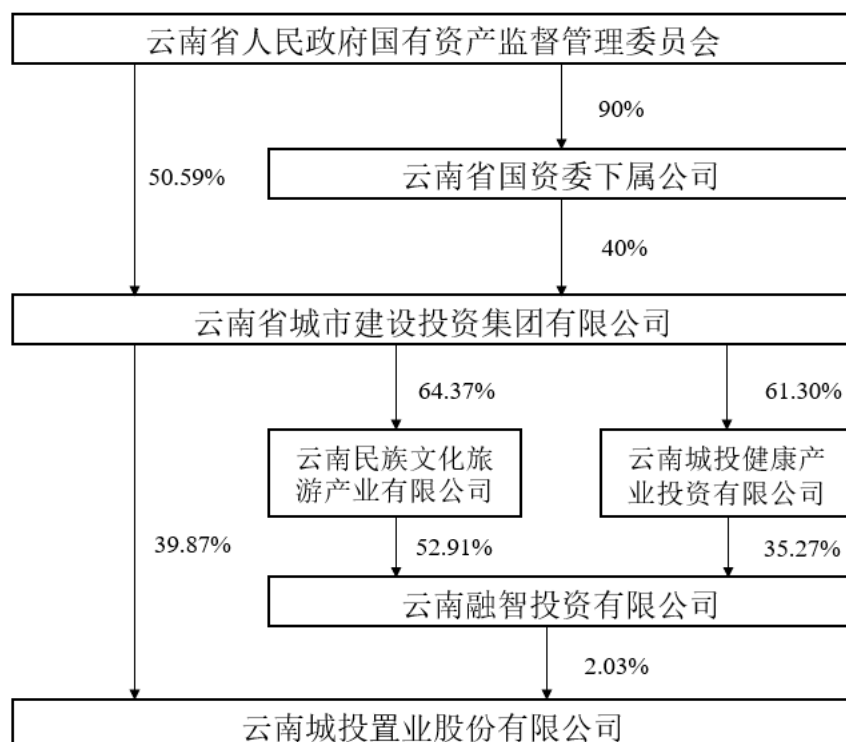 云南省人民政府国有资产监督管理委员会
90%
50.59%
云南省国资委下属公司
40%
云南省城市建设投资集团有限公司
64.37%
61.30%
云南民族文化旅
游产业有限公司
云南城投健康产
业投资有限公司
39.87%
52.91%
35.27%
云南融智投资有限公司
2.03%
云南城投置业股份有限公司